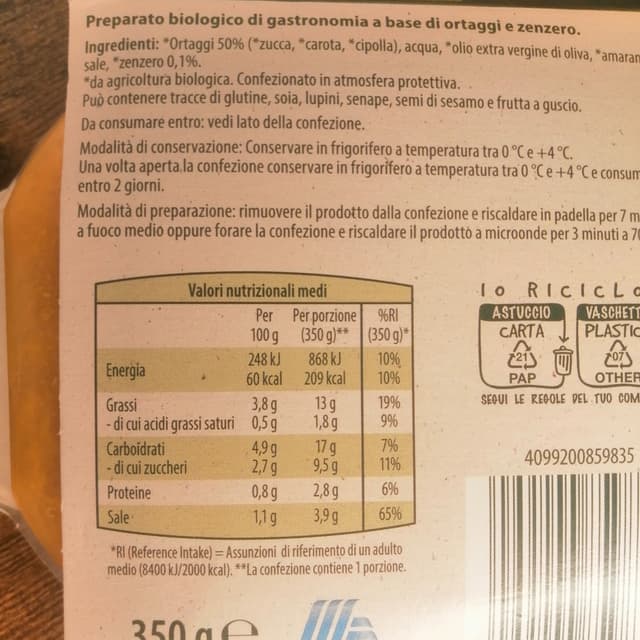 Preparato biologico di gastronomia a base di ortaggi e zenzero.
Ingredienti: *Ortaggi 50% (*zucca, *carota, *cipolla), acqua, *olio extra vergine di oliva,
sale, *zenzero 0,1%.
*da agricoltura biologica. Confezionato in atmosfera protettiva.
Può contenere tracce di glutine, soia, lupini, senape, semi di sesamo e frutta a guscio.
Da consumare entro: vedi lato della confezione.
Modalità di conservazione: Conservare in frigorifero a temperatura tra 0 °C e +4 °C.
Una volta aperta la confezione conservare in frigorifero a temperatura tra 0 °C e +4 °C e
entro 2 giorni.
Modalità di preparazione: rimuovere il prodotto dalla confezione e riscaldare in padella per 7
a fuoco medio oppure forare la confezione e riscaldare il prodotto a microonde per 3 minuti a
Valori nutrizionali medi
Per 100 g Per porzione (350 g)** %RI (350 g)*
Energia 248 kJ 868 kJ 10%
60 kcal 209 kcal 10%
Grassi 3,8 g 13 g 19%
- di cui acidi grassi saturi 0,5 g 1,8 g 9%
Carboidrati 4,9 g 17 g 7%
- di cui zuccheri 2,7 g 9,5 g 11%
Proteine 0,8 g 2,8 g 6%
Sale 1,1 g 3,9 g 65%
*RI (Reference Intake) = Assunzioni di riferimento di un adulto
medio (8400 kJ/2000 kcal). **La confezione contiene 1 porzione.
350 g e
IO RICICLO
ASTUCCIO
CARTA
21
PAP
VASCHETT
PLASTIC
07
OTHER
SEGUI LE REGOLE DEL TUO COM
4099200859835